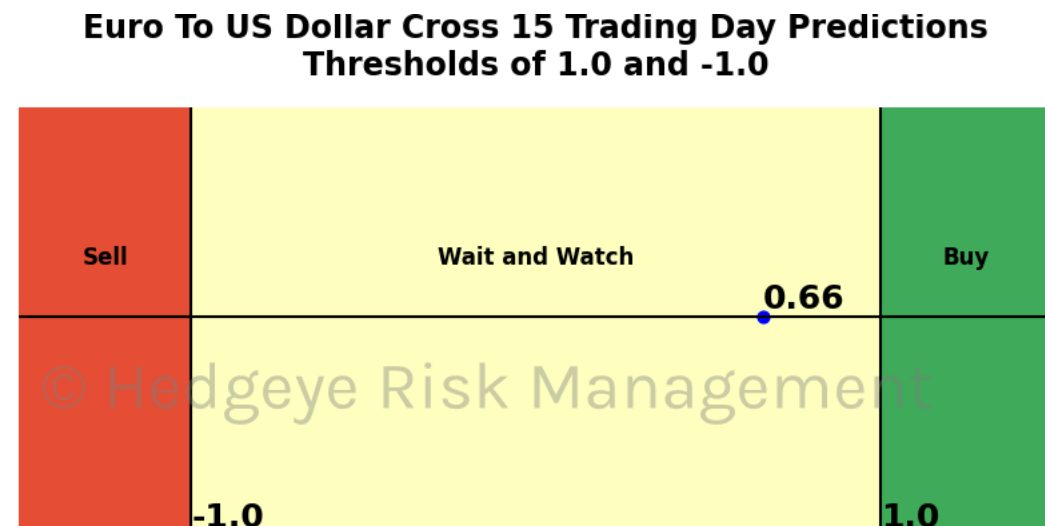 Euro To US Dollar Cross 15 Trading Day Predictions
Thresholds of 1.0 and -1.0
Sell
Wait and Watch
Buy
0.66
© Hedgeye Risk Management
-1.0
1.0